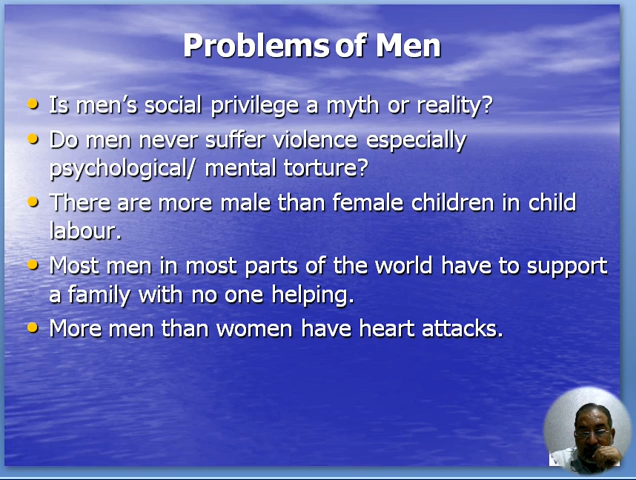 Problems of Men
• Is men's social privilege a myth or reality?
• Do men never suffer violence especially
psychological/ mental torture?
• There are more male than female children in child
labour.
• Most men in most parts of the world have to support
a family with no one helping.
• More men than women have heart attacks.